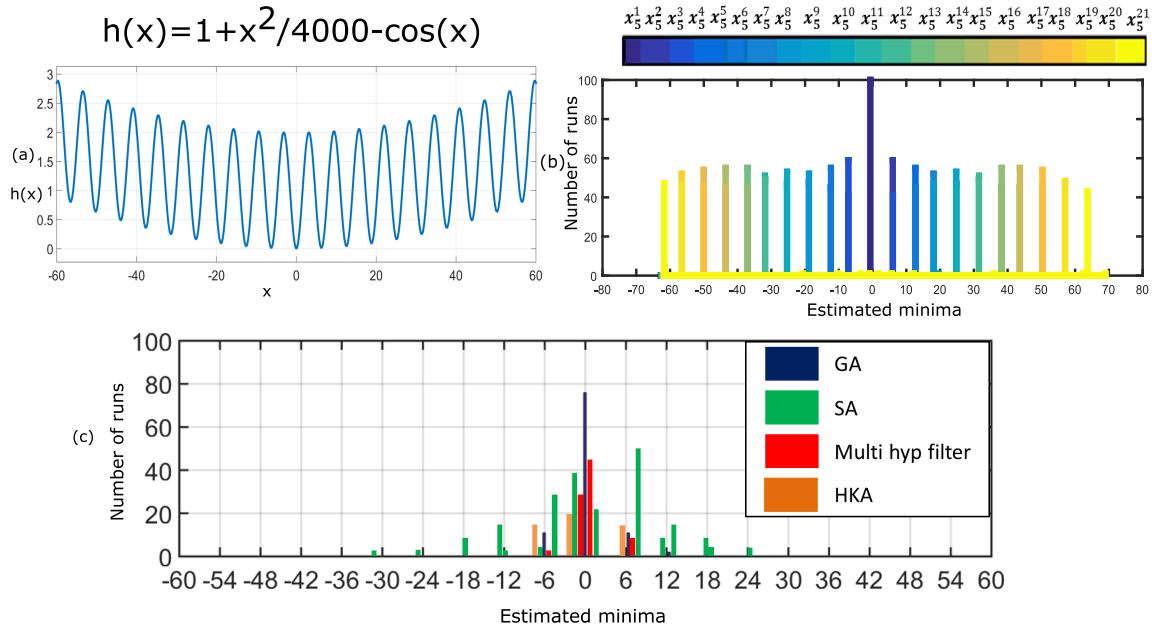 h(x)=1+x²/4000-cos(x)
3
2.5
2
1.5
1
0.5
0
(a)
h(x)
-60 -40 -20 0 20 40 60
x
x₅¹ x₅² x₅³ x₅⁴ x₅⁵ x₅⁶ x₅⁷ x₅⁸ x₅⁹ x₅¹⁰ x₅¹¹ x₅¹² x₅¹³ x₅¹⁴ x₅¹⁵ x₅¹⁶ x₅¹⁷ x₅¹⁸ x₅¹⁹ x₅²⁰ x₅²¹
100
80
60
40
20
0
(b)
Number of runs
-80 -70 -60 -50 -40 -30 -20 -10 0 10 20 30 40 50 60 70 80
Estimated minima
100
80
60
40
20
0
(c)
Number of runs
GA
SA
Multi hyp filter
HKA
-60 -54 -48 -42 -36 -30 -24 -18 -12 -6 0 6 12 18 24 30 36 42 48 54 60
Estimated minima